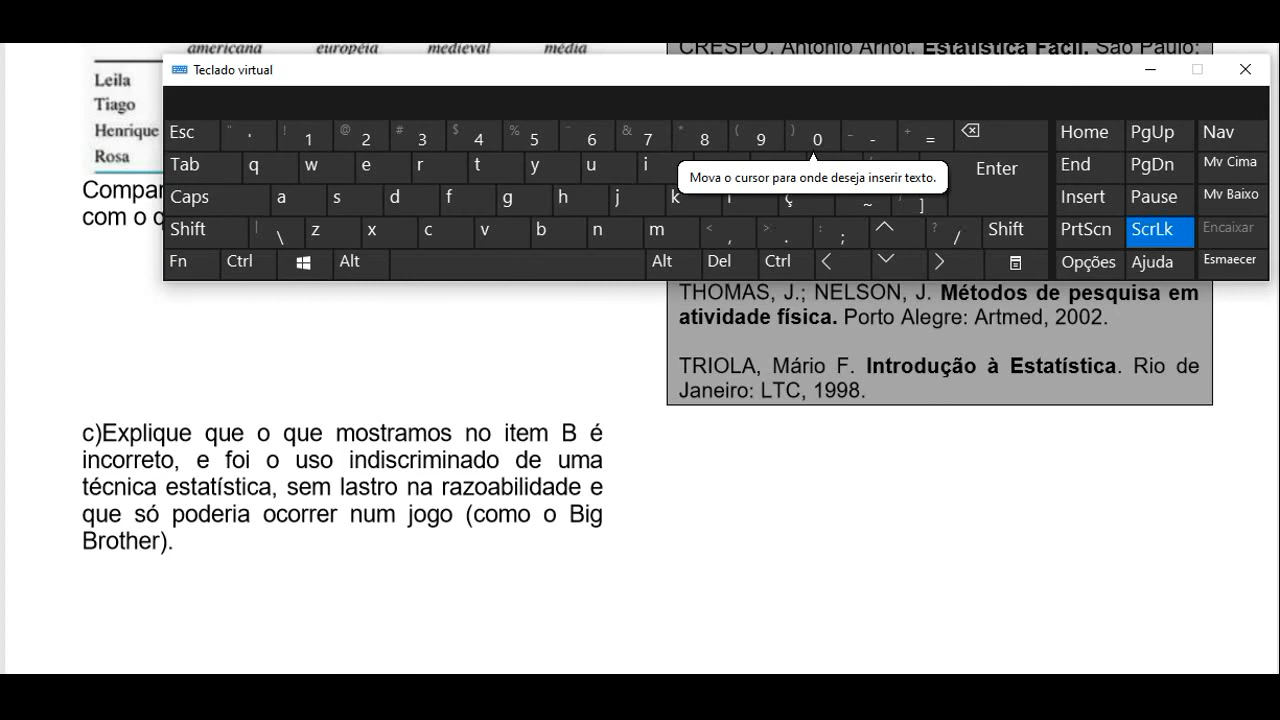 americana européia medieval média
CRESPO, Antônio Arnot. Estatística Fácil. São Paulo:
Leila
Tiago
Henrique
Rosa
Compar
com o q
Teclado virtual
Esc " ' ! 1 @ 2 # 3 $ 4 % 5 ¨ 6 & 7 * 8 ( 9 ) 0 _ - + =
Tab q w e r t y u i Enter
Mova o cursor para onde deseja inserir texto.
Caps a s d f g h j k l ç ~ ]
Shift | \ z x c v b n m < , > . : ; ? / Shift
Fn Ctrl Alt Alt Del Ctrl
Home PgUp Nav
End PgDn Mv Cima
Insert Pause Mv Baixo
PrtScn ScrLk Encaixar
Opções Ajuda Esmaecer
THOMAS, J.; NELSON, J. Métodos de pesquisa em
atividade física. Porto Alegre: Artmed, 2002.
TRIOLA, Mário F. Introdução à Estatística. Rio de
Janeiro: LTC, 1998.
c)Explique que o que mostramos no item B é
incorreto, e foi o uso indiscriminado de uma
técnica estatística, sem lastro na razoabilidade e
que só poderia ocorrer num jogo (como o Big
Brother).